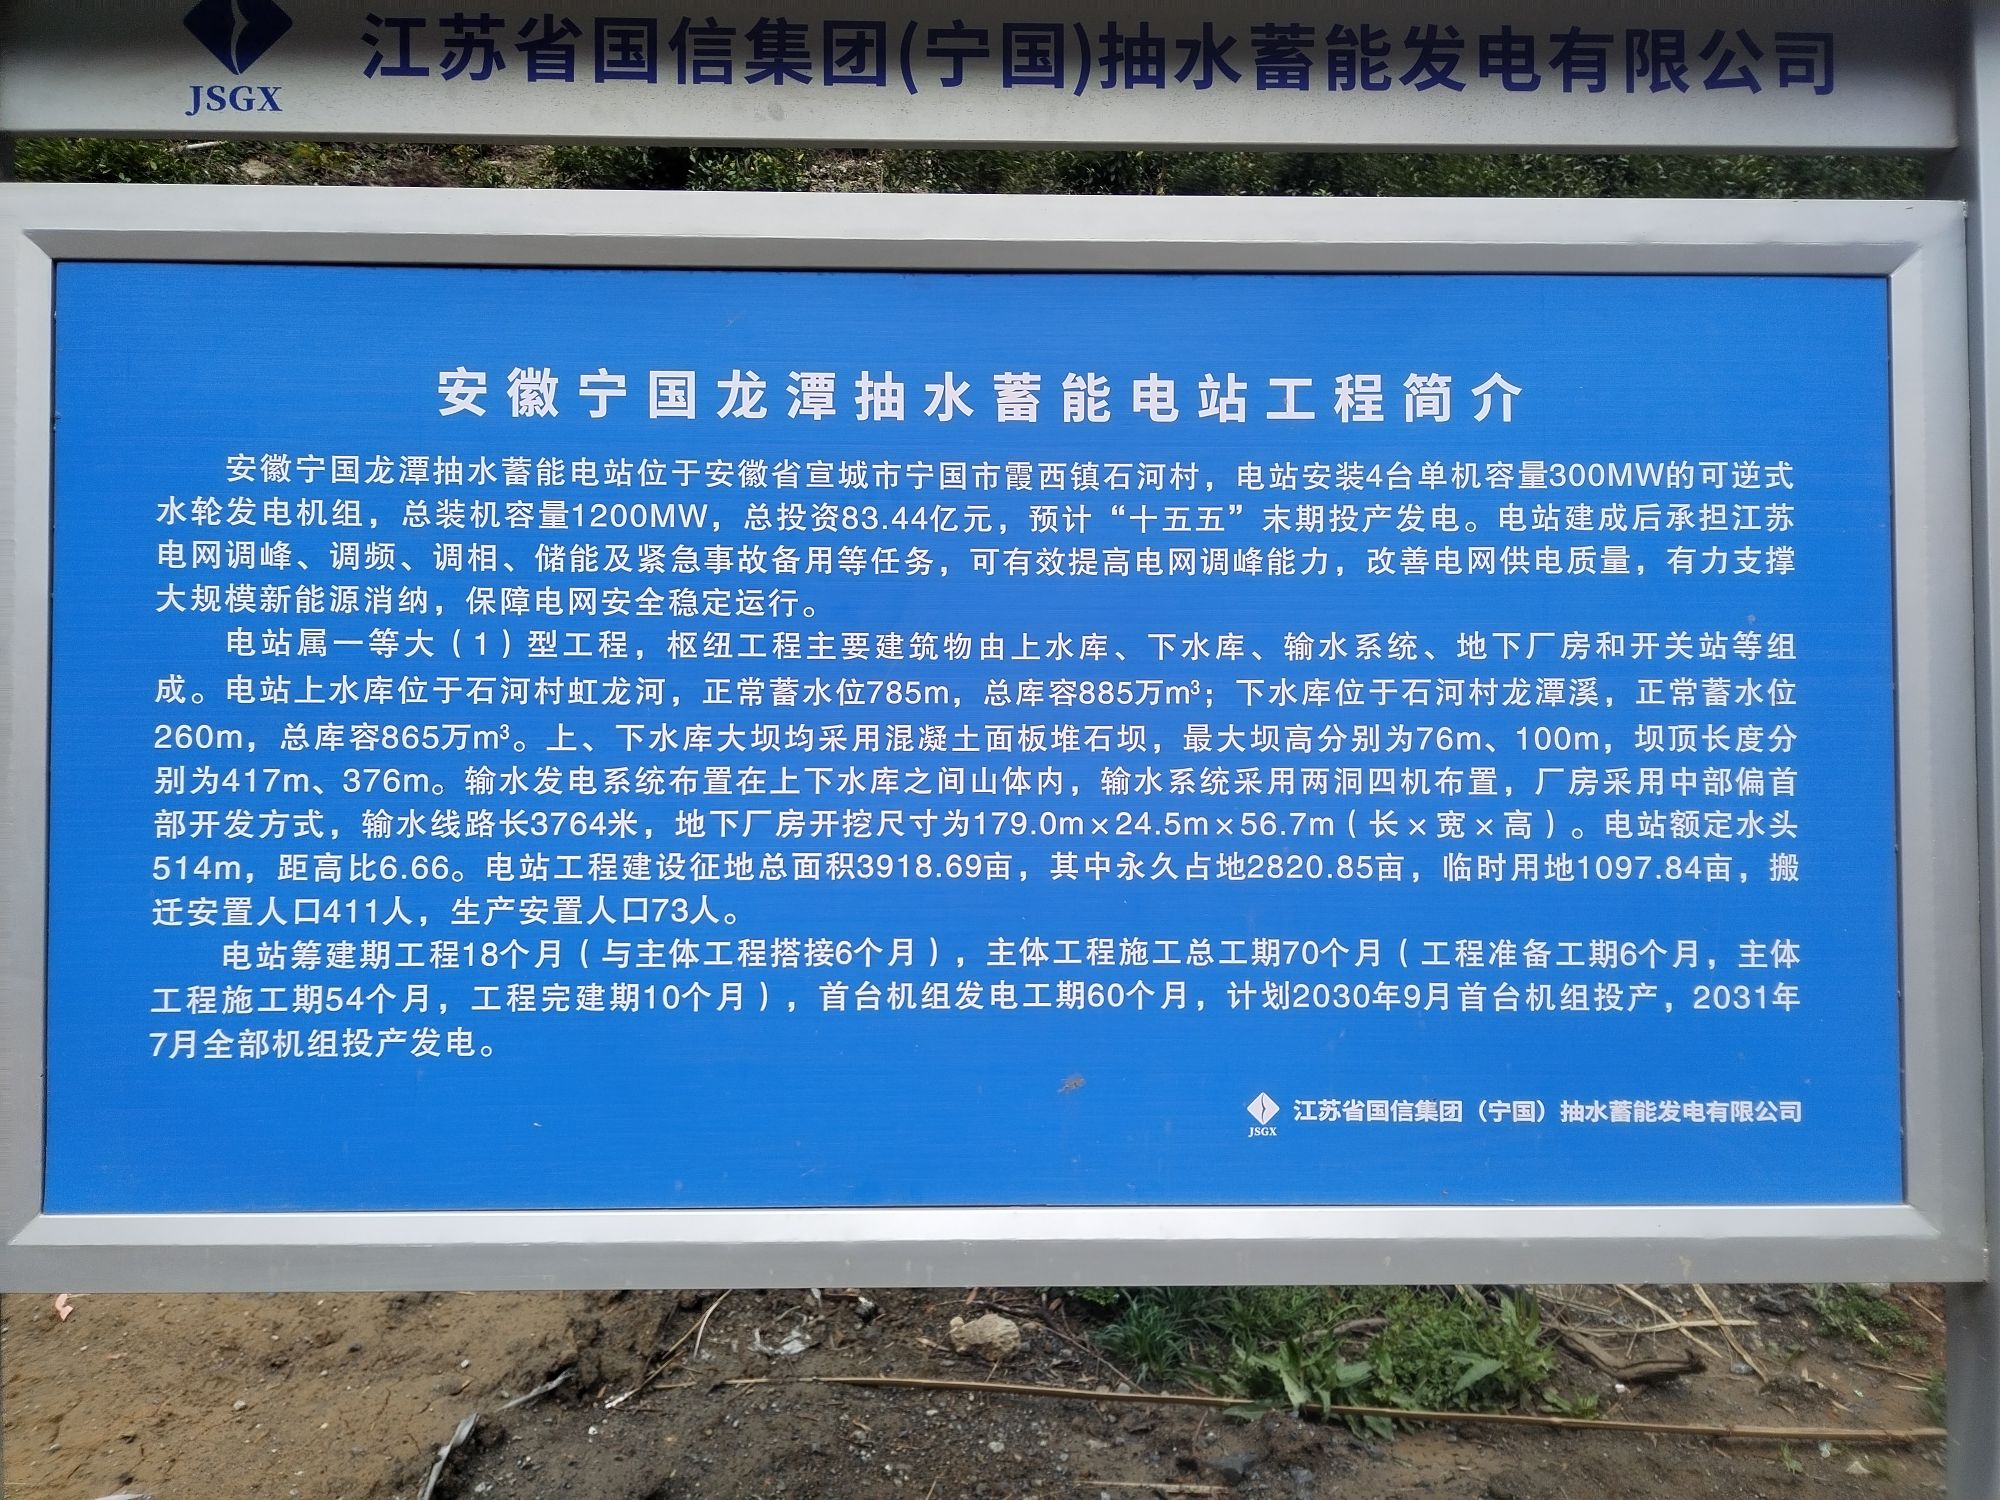 江苏省国信集团(宁国)抽水蓄能发电有限公司
JSGX
安徽宁国龙潭抽水蓄能电站工程简介
安徽宁国龙潭抽水蓄能电站位于安徽省宣城市宁国市霞西镇石河村，电站安装4台单机容量300MW的可逆式
水轮发电机组，总装机容量1200MW，总投资83.44亿元，预计“十五五”末期投产发电。电站建成后承担江苏
电网调峰、调频、调相、储能及紧急事故备用等任务，可有效提高电网调峰能力，改善电网供电质量，有力支撑
大规模新能源消纳，保障电网安全稳定运行。
电站属一等大（1）型工程，枢纽工程主要建筑物由上水库、下水库、输水系统、地下厂房和开关站等组
成。电站上水库位于石河村虹龙河，正常蓄水位785m，总库容885万m³；下水库位于石河村龙潭溪，正常蓄水位
260m，总库容865万m³。上、下水库大坝均采用混凝土面板堆石坝，最大坝高分别为76m、100m，坝顶长度分
别为417m、376m。输水发电系统布置在上下水库之间山体内，输水系统采用两洞四机布置，厂房采用中部偏首
部开发方式，输水线路长3764米，地下厂房开挖尺寸为179.0m×24.5m×56.7m（长×宽×高）。电站额定水头
514m，距高比6.66。电站工程建设征地总面积3918.69亩，其中永久占地2820.85亩，临时用地1097.84亩，搬
迁安置人口411人，生产安置人口73人。
电站筹建期工程18个月（与主体工程搭接6个月），主体工程施工总工期70个月（工程准备工期6个月，主体
工程施工期54个月，工程完建期10个月），首台机组发电工期60个月，计划2030年9月首台机组投产，2031年
7月全部机组投产发电。
江苏省国信集团（宁国）抽水蓄能发电有限公司
JSGX